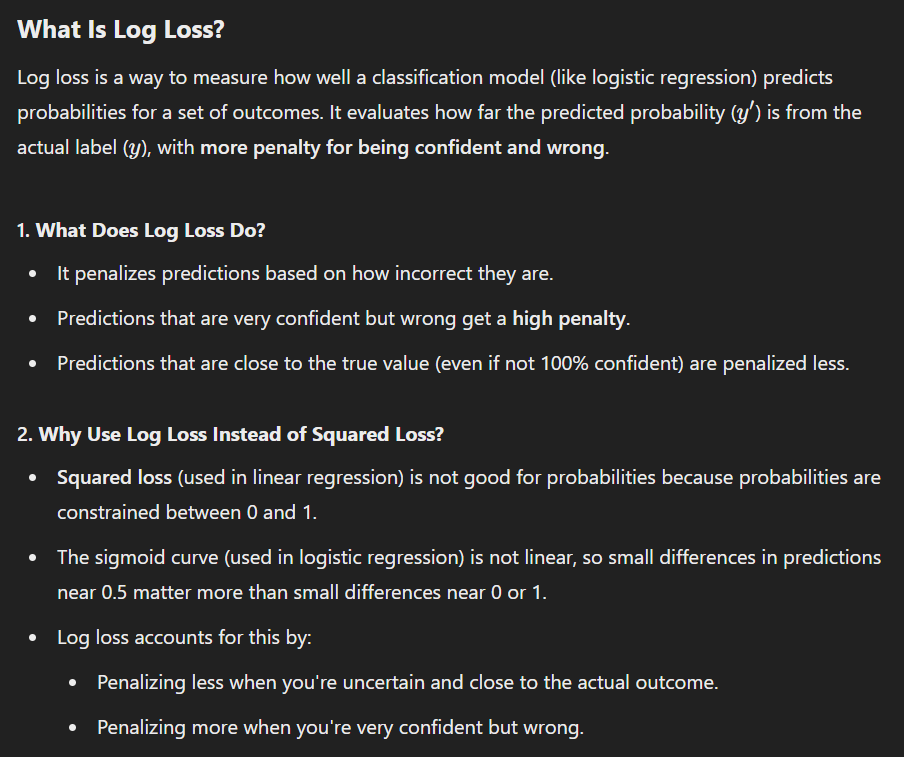 What Is Log Loss?
Log loss is a way to measure how well a classification model (like logistic regression) predicts
probabilities for a set of outcomes. It evaluates how far the predicted probability (y′) is from the
actual label (y), with more penalty for being confident and wrong.
1. What Does Log Loss Do?
• It penalizes predictions based on how incorrect they are.
• Predictions that are very confident but wrong get a high penalty.
• Predictions that are close to the true value (even if not 100% confident) are penalized less.
2. Why Use Log Loss Instead of Squared Loss?
• Squared loss (used in linear regression) is not good for probabilities because probabilities are
constrained between 0 and 1.
• The sigmoid curve (used in logistic regression) is not linear, so small differences in predictions
near 0.5 matter more than small differences near 0 or 1.
• Log loss accounts for this by:
• Penalizing less when you're uncertain and close to the actual outcome.
• Penalizing more when you're very confident but wrong.